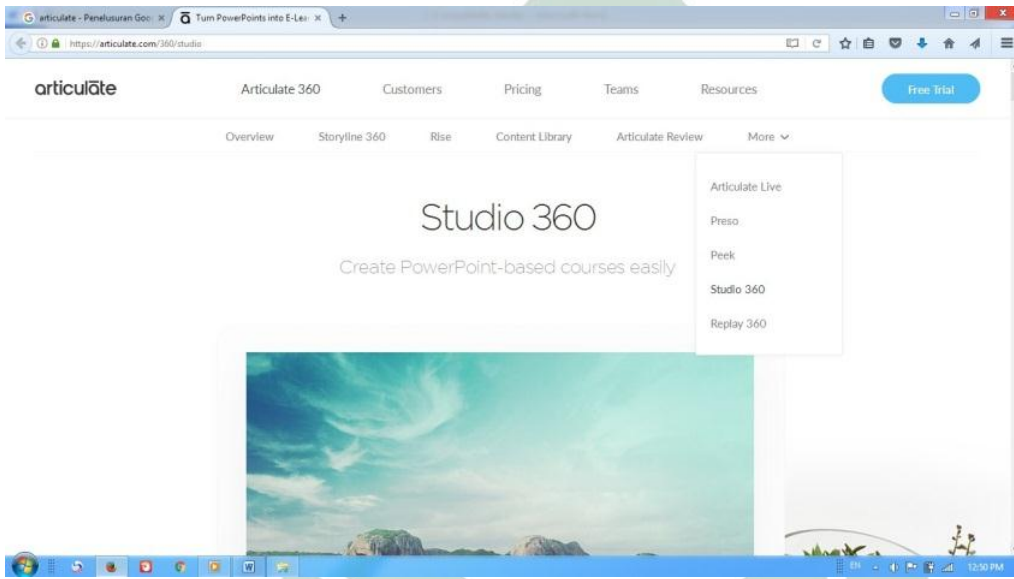 articulate - Penelusuran Goo
Turn PowerPoints into E-Lea
https://articulate.com/360/studio
articulāte
Articulate 360 Customers Pricing Teams Resources Free Trial
Overview Storyline 360 Rise Content Library Articulate Review More
Articulate Live
Preso
Peek
Studio 360
Replay 360
Studio 360
Create PowerPoint-based courses easily
EN 12:50 PM